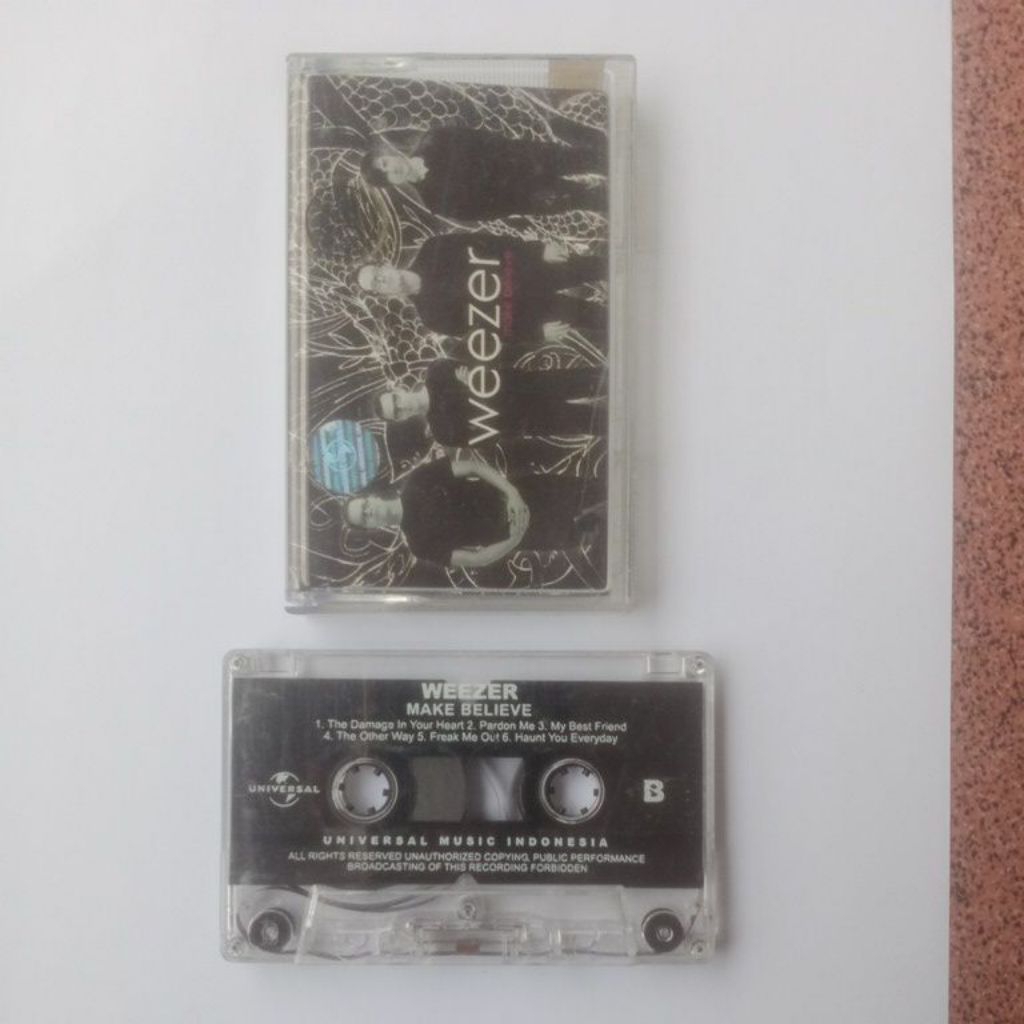 weezer
WEEZER
MAKE BELIEVE
1. The Damage In Your Heart 2. Pardon Me 3. My Best Friend
4. The Other Way 5. Freak Me Out 6. Haunt You Everyday
UNIVERSAL
B
UNIVERSAL MUSIC INDONESIA
ALL RIGHTS RESERVED UNAUTHORIZED COPYING, PUBLIC PERFORMANCE
BROADCASTING OF THIS RECORDING FORBIDDEN